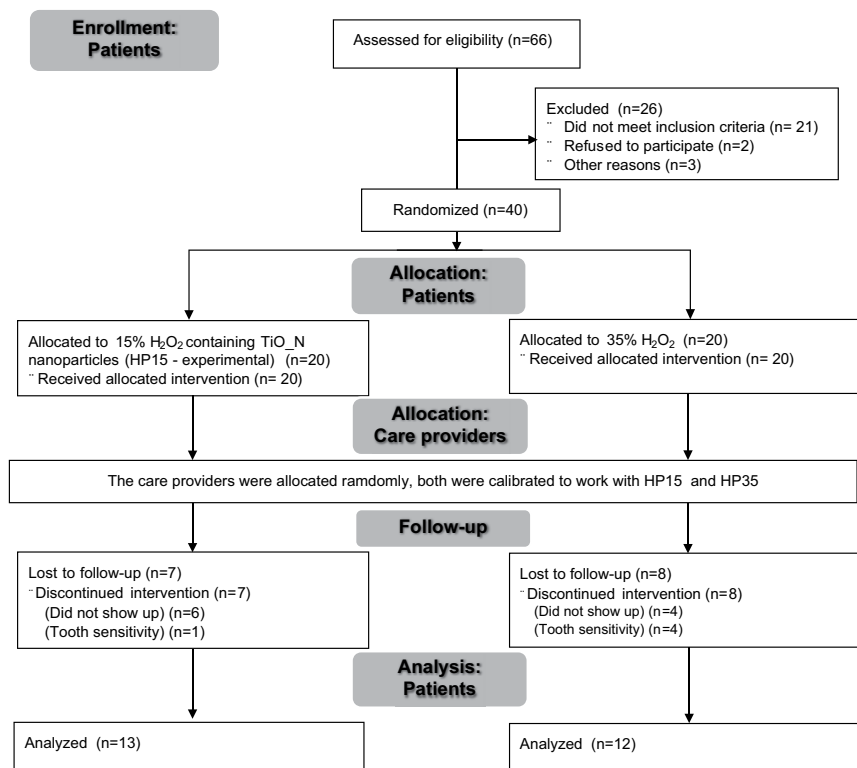 Enrollment:
Patients
Assessed for eligibility (n=66)
Excluded (n=26)
¨ Did not meet inclusion criteria (n= 21)
¨ Refused to participate (n=2)
¨ Other reasons (n=3)
Randomized (n=40)
Allocation:
Patients
Allocated to 15% H₂O₂ containing TiO_N
nanoparticles (HP15 - experimental) (n=20)
¨ Received allocated intervention (n= 20)
Allocated to 35% H₂O₂ (n=20)
¨ Received allocated intervention (n= 20)
Allocation:
Care providers
The care providers were allocated ramdomly, both were calibrated to work with HP15 and HP35
Follow-up
Lost to follow-up (n=7)
¨ Discontinued intervention (n=7)
(Did not show up) (n=6)
(Tooth sensitivity) (n=1)
Lost to follow-up (n=8)
¨ Discontinued intervention (n=8)
(Did not show up) (n=4)
(Tooth sensitivity) (n=4)
Analysis:
Patients
Analyzed (n=13)
Analyzed (n=12)